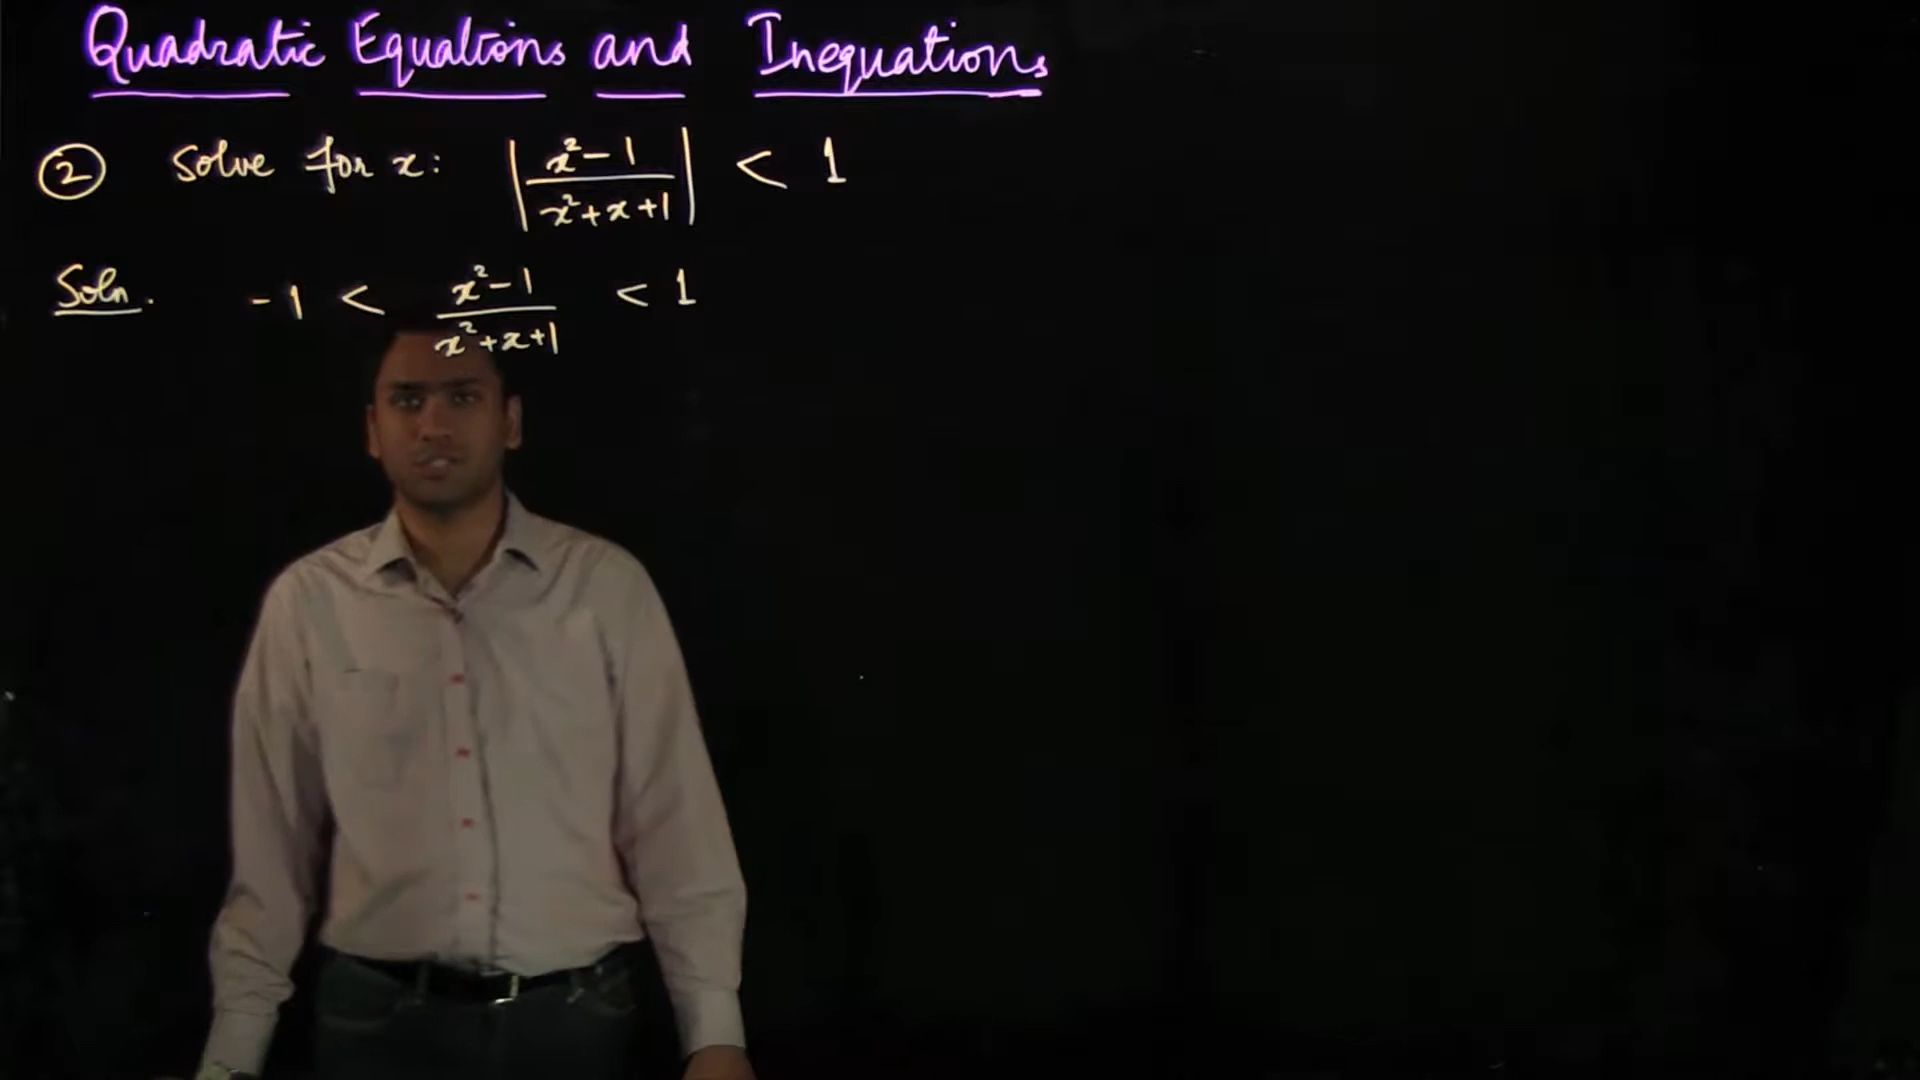 Quadratic Equations and Inequations
② Solve for x: |x²-1 / x²+x+1| < 1
Soln. -1 < x²-1 / x²+x+1 < 1